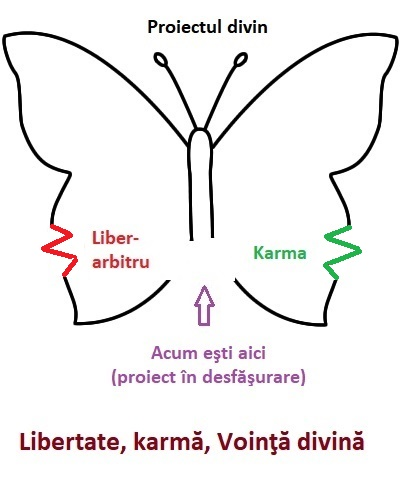 Proiectul divin
Liber-
arbitru
Karma
Acum eşti aici
(proiect în desfăşurare)
Libertate, karmă, Voinţă divină